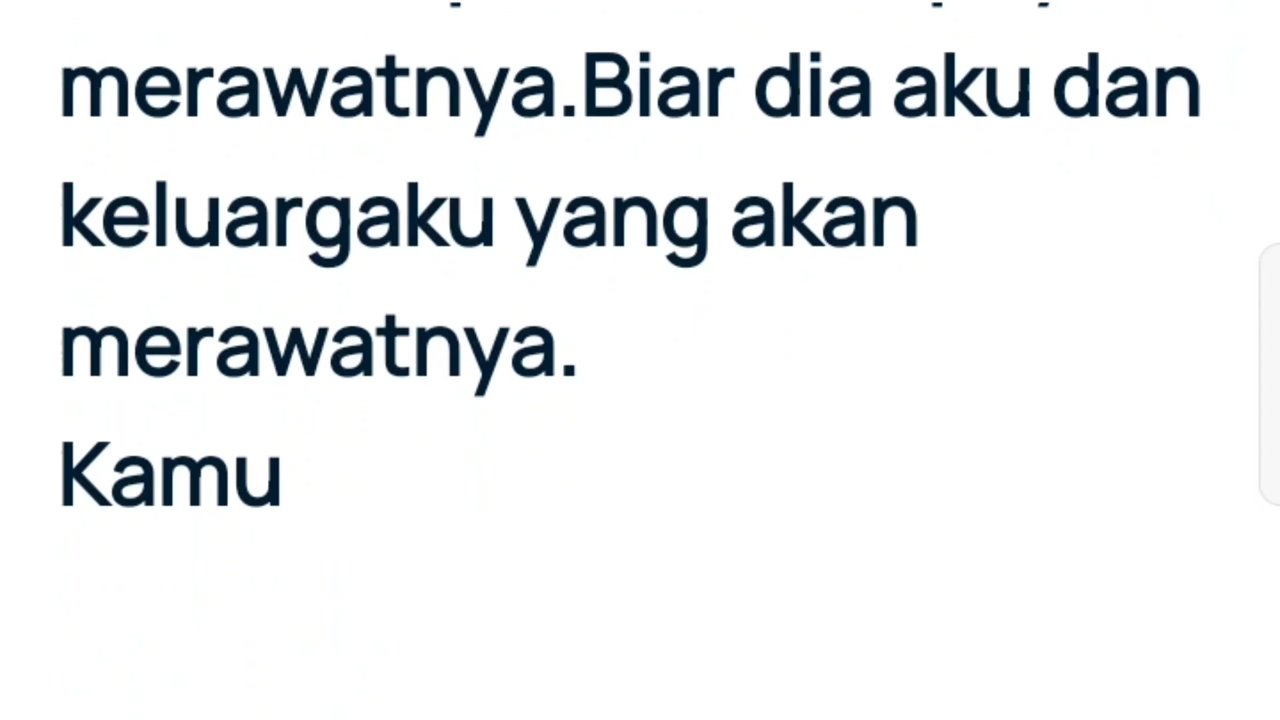 merawatnya.Biar dia aku dan
keluargaku yang akan
merawatnya.
Kamu